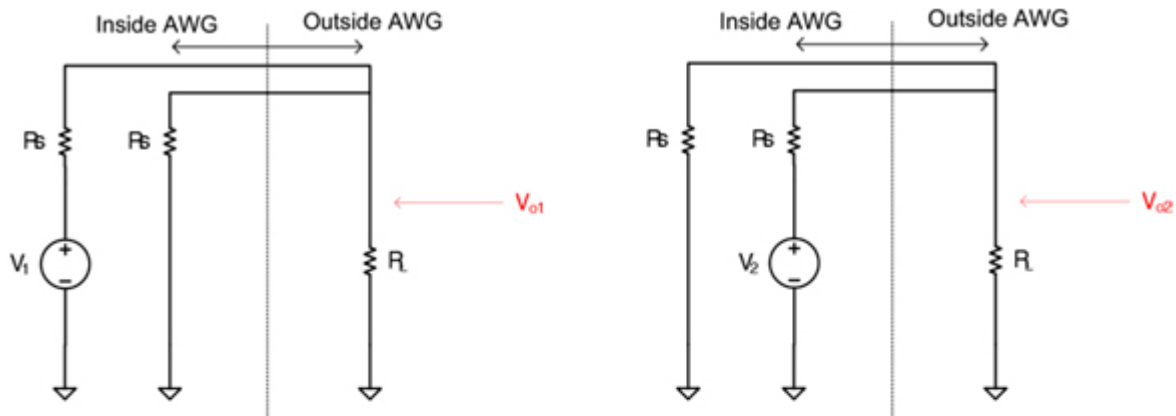 Inside AWG
Outside AWG
Rs
Rs
Vo1
V1
RL
Inside AWG
Outside AWG
Rs
Rs
Vo2
V2
RL